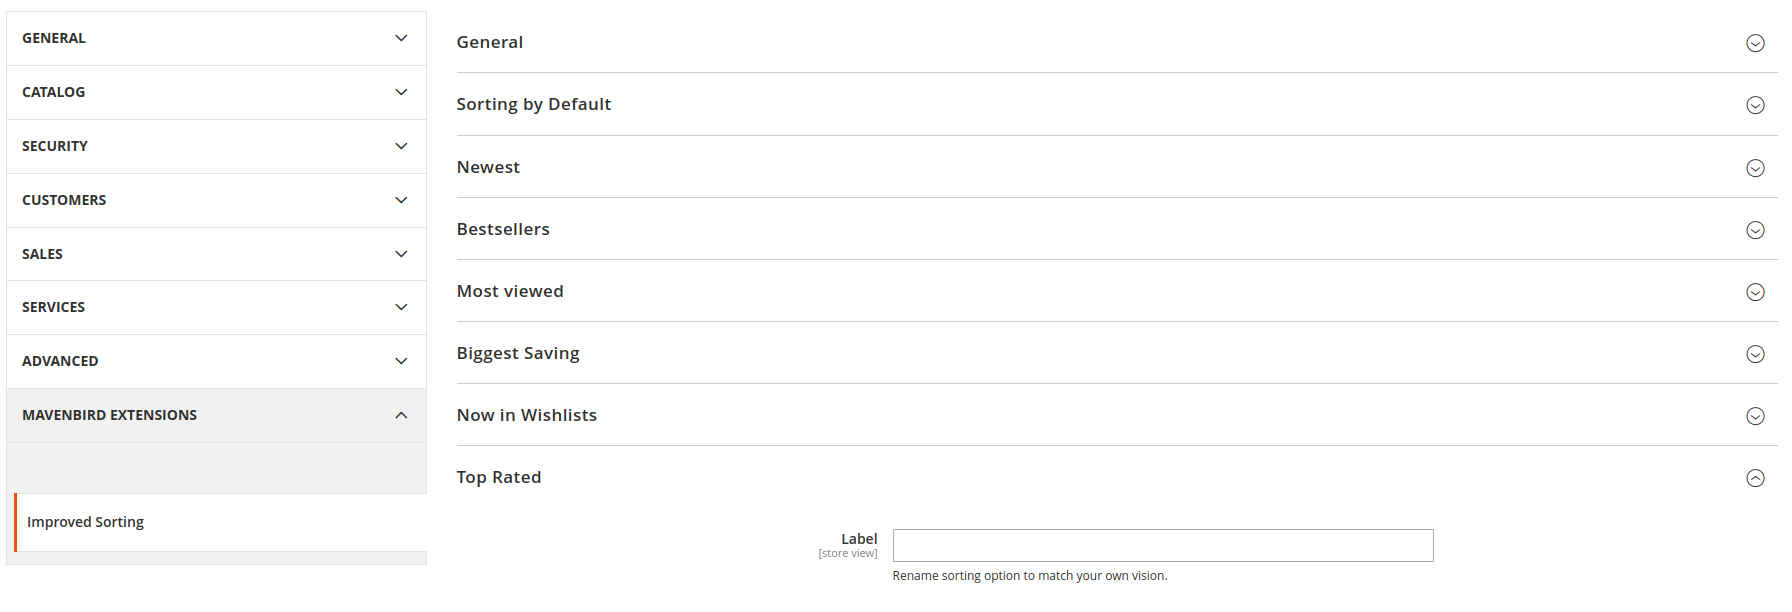 GENERAL
CATALOG
SECURITY
CUSTOMERS
SALES
SERVICES
ADVANCED
MAVENBIRD EXTENSIONS
Improved Sorting
General
Sorting by Default
Newest
Bestsellers
Most viewed
Biggest Saving
Now in Wishlists
Top Rated
Label
[store view]
Rename sorting option to match your own vision.